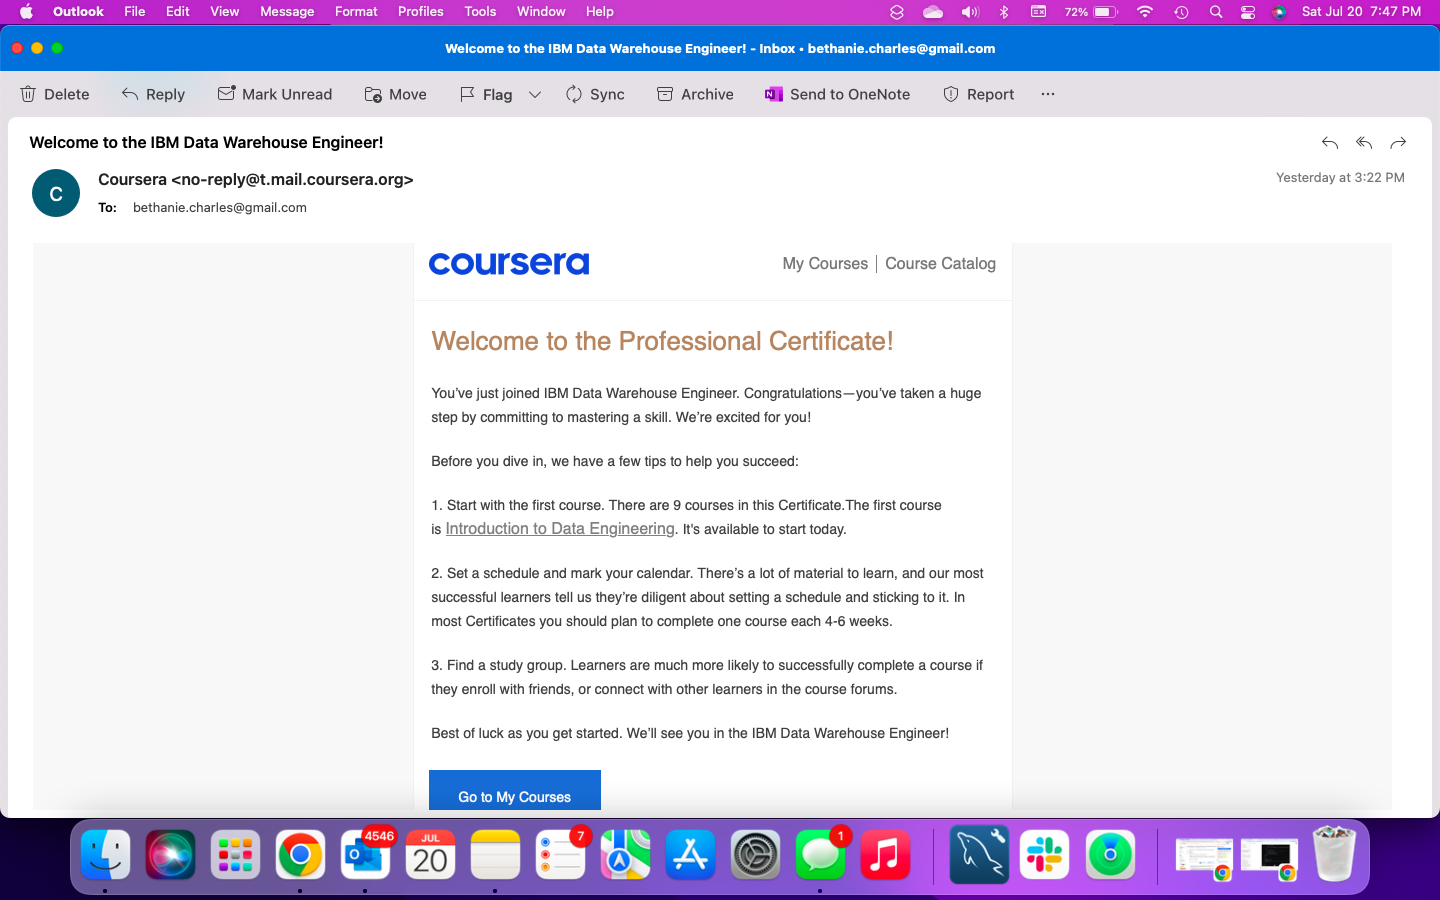 Outlook File Edit View Message Format Profiles Tools Window Help 72% Sat Jul 20 7:47 PM
Welcome to the IBM Data Warehouse Engineer! - Inbox • bethanie.charles@gmail.com
Delete Reply Mark Unread Move Flag Sync Archive Send to OneNote Report ...
Welcome to the IBM Data Warehouse Engineer!
C
Coursera <no-reply@t.mail.coursera.org>
Yesterday at 3:22 PM
To: bethanie.charles@gmail.com
coursera
My Courses | Course Catalog
Welcome to the Professional Certificate!
You’ve just joined IBM Data Warehouse Engineer. Congratulations—you’ve taken a huge
step by committing to mastering a skill. We’re excited for you!
Before you dive in, we have a few tips to help you succeed:
1. Start with the first course. There are 9 courses in this Certificate.The first course
is Introduction to Data Engineering. It's available to start today.
2. Set a schedule and mark your calendar. There’s a lot of material to learn, and our most
successful learners tell us they’re diligent about setting a schedule and sticking to it. In
most Certificates you should plan to complete one course each 4-6 weeks.
3. Find a study group. Learners are much more likely to successfully complete a course if
they enroll with friends, or connect with other learners in the course forums.
Best of luck as you get started. We’ll see you in the IBM Data Warehouse Engineer!
Go to My Courses
4546
JUL
20
7
1